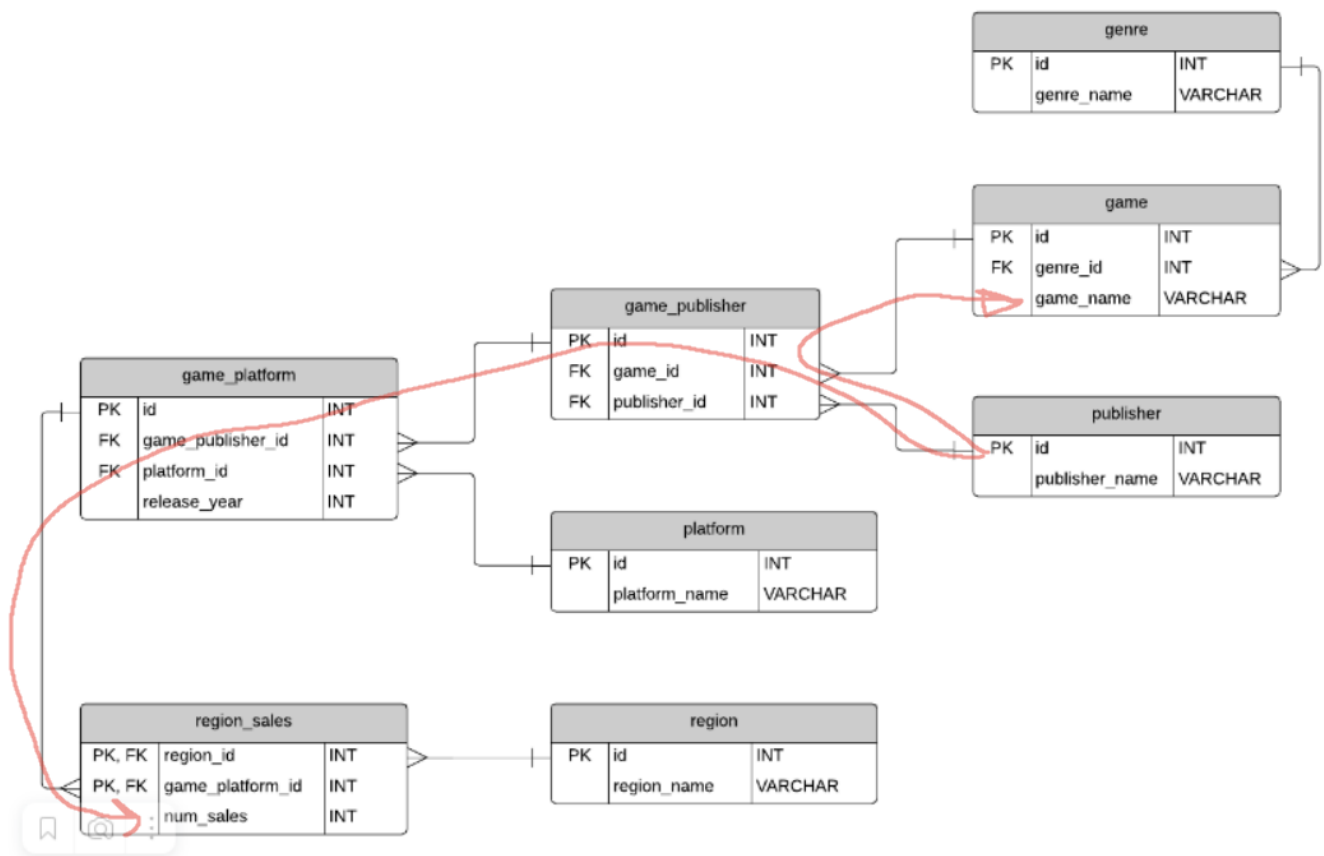 genre
PK id INT
genre_name VARCHAR
game
PK id INT
FK genre_id INT
game_name VARCHAR
game_publisher
PK id INT
FK game_id INT
FK publisher_id INT
game_platform
PK id INT
FK game_publisher_id INT
FK platform_id INT
release_year INT
publisher
PK id INT
publisher_name VARCHAR
platform
PK id INT
platform_name VARCHAR
region_sales
PK, FK region_id INT
PK, FK game_platform_id INT
num_sales INT
region
PK id INT
region_name VARCHAR